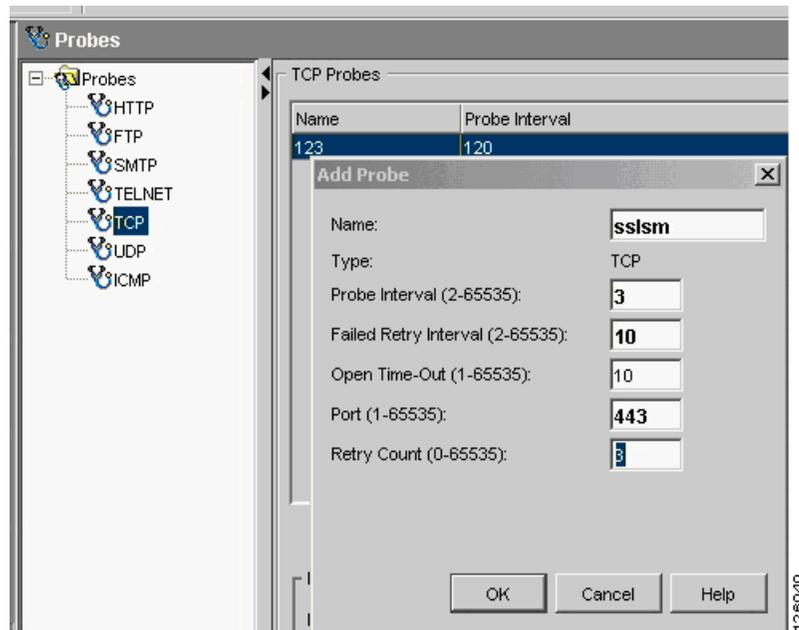 Probes
Probes
HTTP
FTP
SMTP
TELNET
TCP
UDP
ICMP
TCP Probes
Name Probe Interval
123 120
Add Probe
Name: sslsm
Type: TCP
Probe Interval (2-65535): 3
Failed Retry Interval (2-65535): 10
Open Time-Out (1-65535): 10
Port (1-65535): 443
Retry Count (0-65535): 3
OK Cancel Help